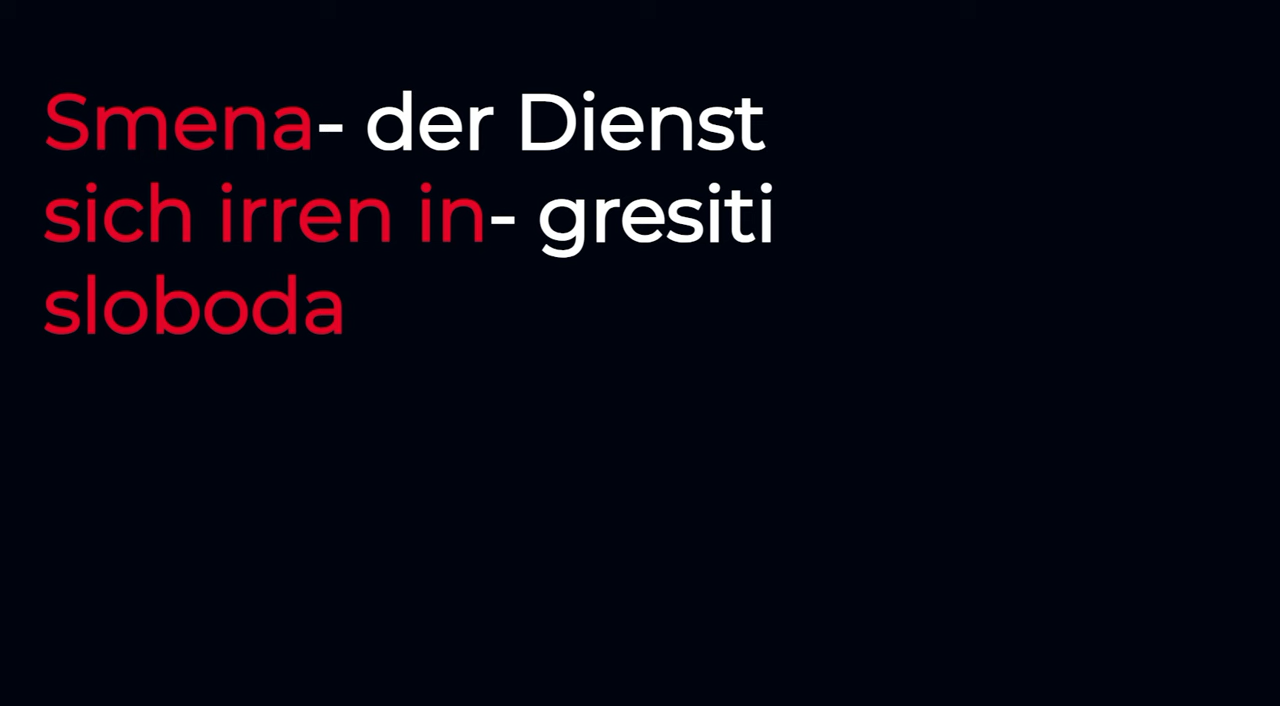 Smena- der Dienst
sich irren in- gresiti
sloboda